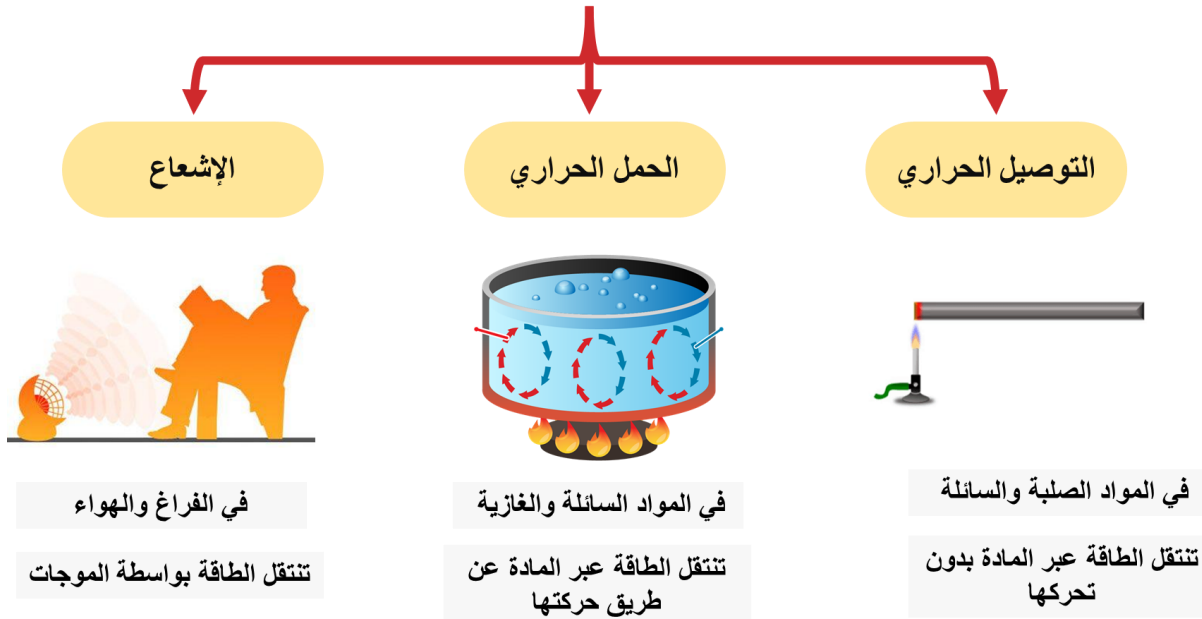 التوصيل الحراري
الحمل الحراري
الإشعاع
في المواد الصلبة والسائلة
تنتقل الطاقة عبر المادة بدون
تحركها
في المواد السائلة والغازية
تنتقل الطاقة عبر المادة عن
طريق حركتها
في الفراغ والهواء
تنتقل الطاقة بواسطة الموجات